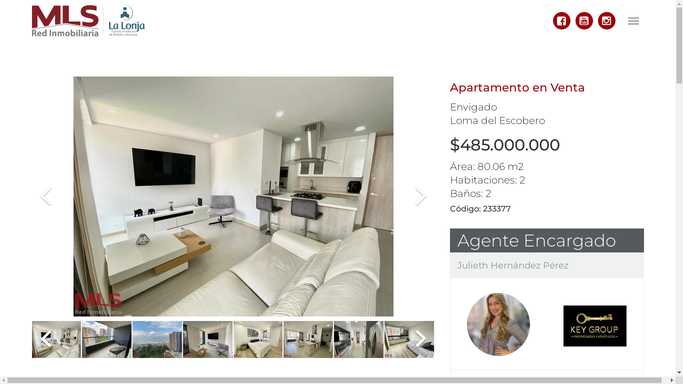 MLS
Red Inmobiliaria
La Lonja
Apartamento en Venta
Envigado
Loma del Escobero
$485.000.000
Área: 80.06 m2
Habitaciones: 2
Baños: 2
Código: 233377
Agente Encargado
Julieth Hernández Pérez
MLS
Red Inmobiliaria
KEY GROUP